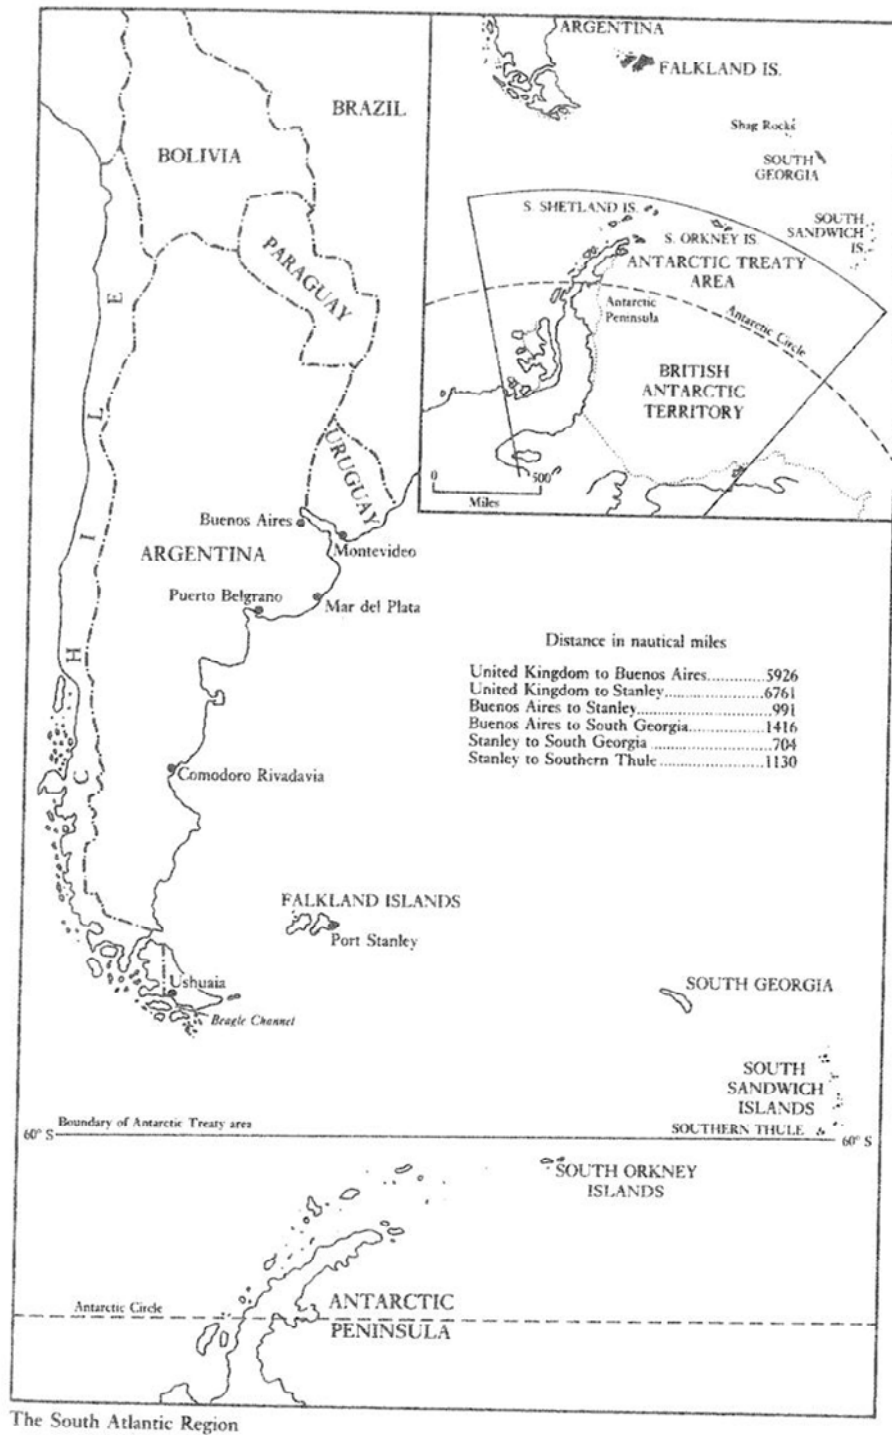 BRAZIL
BOLIVIA
PARAGUAY
CHILE
URUGUAY
Buenos Aires
Montevideo
ARGENTINA
Puerto Belgrano
Mar del Plata
Comodoro Rivadavia
FALKLAND ISLANDS
Port Stanley
Ushuaia
Beagle Channel
SOUTH GEORGIA
SOUTH
SANDWICH
ISLANDS
SOUTHERN THULE
Boundary of Antarctic Treaty area
60° S
60° S
SOUTH ORKNEY
ISLANDS
Antarctic Circle
ANTARCTIC
PENINSULA
ARGENTINA
FALKLAND IS.
Shag Rocks
SOUTH
GEORGIA
S. SHETLAND IS.
S. ORKNEY IS.
SOUTH
SANDWICH
IS.
ANTARCTIC TREATY
AREA
Antarctic
Peninsula
Antarctic Circle
BRITISH
ANTARCTIC
TERRITORY
0 500
Miles
Distance in nautical miles
United Kingdom to Buenos Aires.............5926
United Kingdom to Stanley......................6761
Buenos Aires to Stanley..............................991
Buenos Aires to South Georgia................1416
Stanley to South Georgia ..........................704
Stanley to Southern Thule ......................1130
The South Atlantic Region